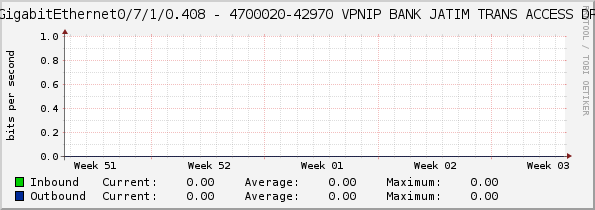 GigabitEthernet0/7/1/0.408 - 4700020-42970 VPNIP BANK JATIM TRANS ACCESS
RRDTOOL / TOBI OETIKER
bits per second
1.0
0.8
0.6
0.4
0.2
0.0
Week 51 Week 52 Week 01 Week 02 Week 03
Inbound Current: 0.00 Average: 0.00 Maximum: 0.00
Outbound Current: 0.00 Average: 0.00 Maximum: 0.00